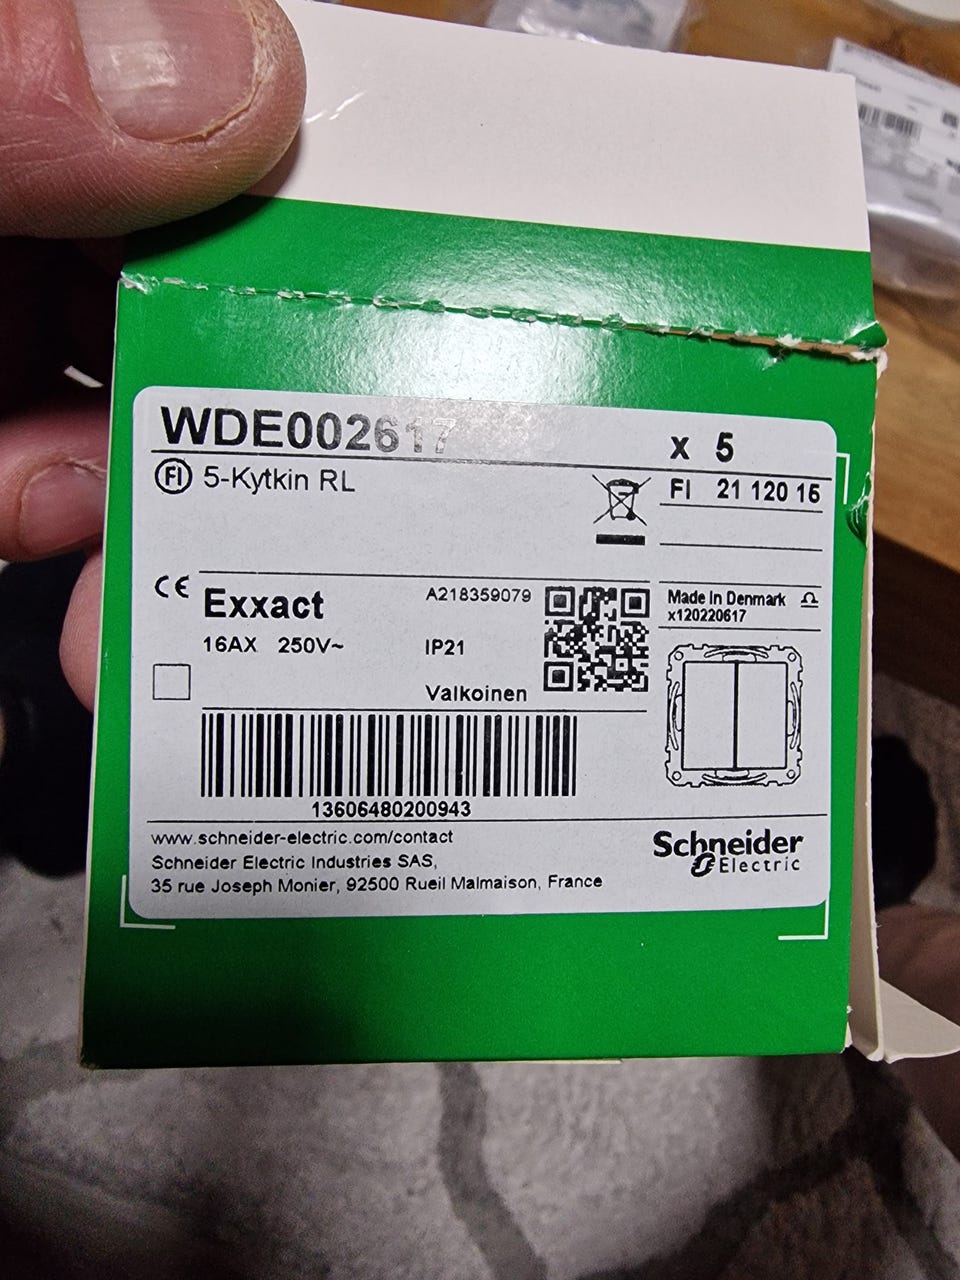 WDE002617
x 5
FI 5-Kytkin RL
FI 21 120 16
CE
Exxact
A218359079
Made in Denmark
x120220617
16AX 250V~
IP21
Valkoinen
13606480200943
www.schneider-electric.com/contact
Schneider Electric Industries SAS,
35 rue Joseph Monier, 92500 Rueil Malmaison, France
Schneider
Electric